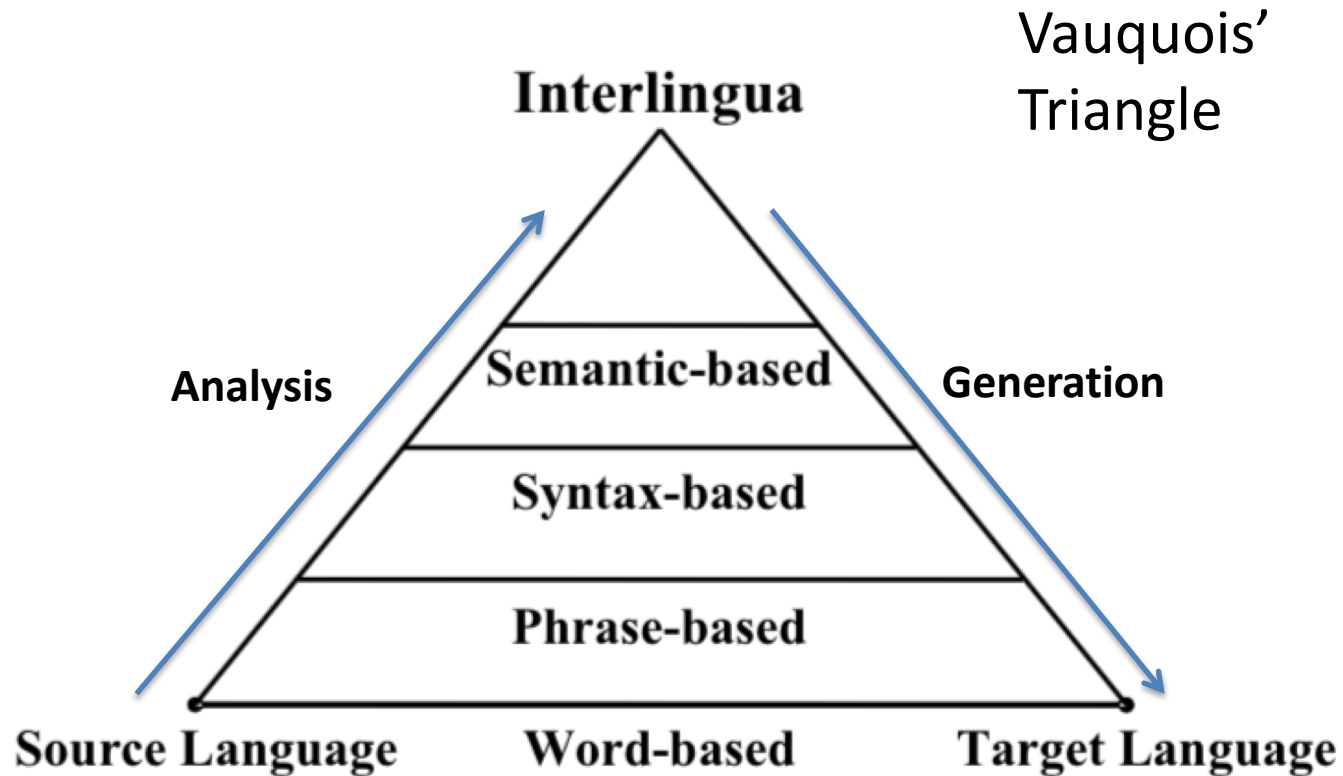 Vauquois’
Triangle
Interlingua
Semantic-based
Analysis
Generation
Syntax-based
Phrase-based
Source Language
Word-based
Target Language